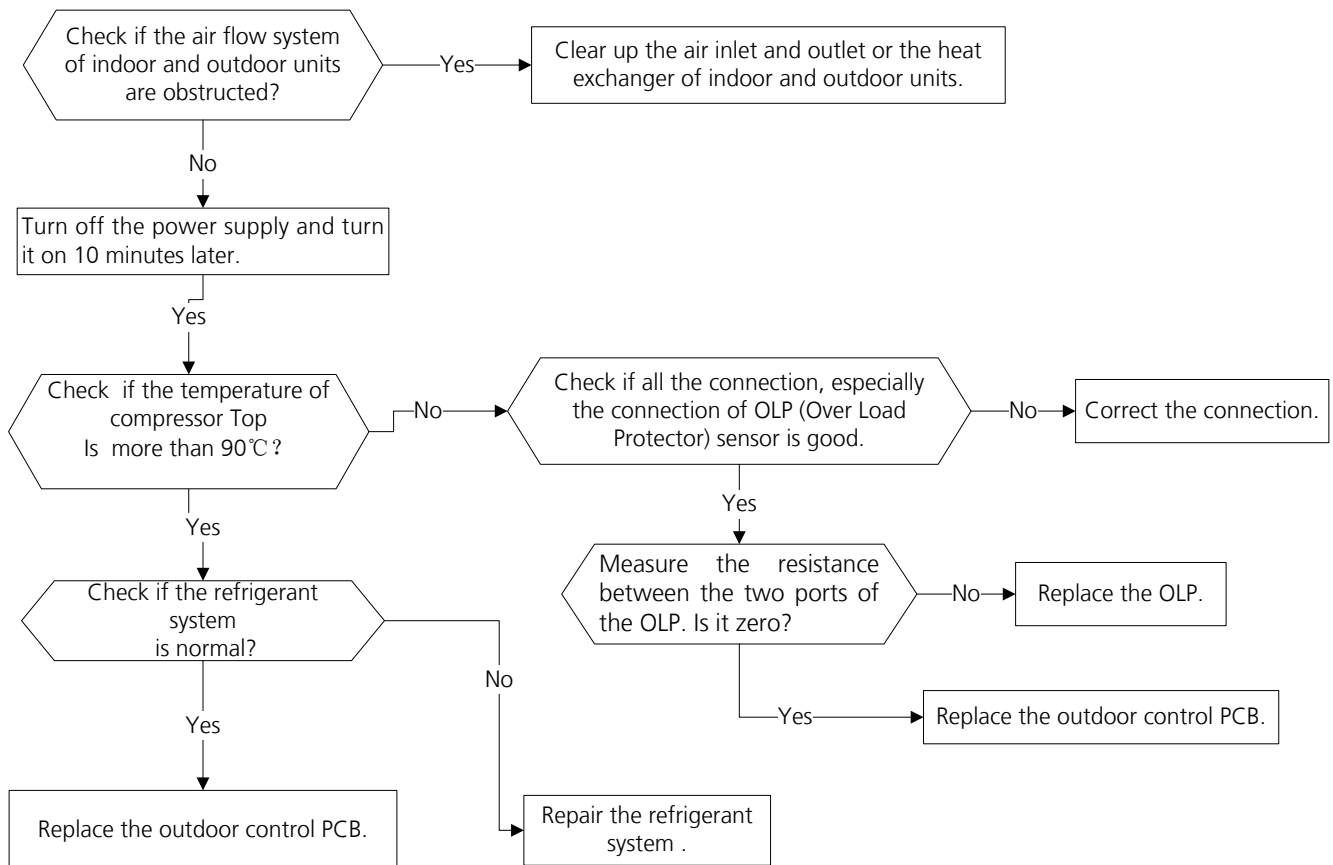 Check if the air flow system
of indoor and outdoor units
are obstructed?
Yes
Clear up the air inlet and outlet or the heat
exchanger of indoor and outdoor units.
No
Turn off the power supply and turn
it on 10 minutes later.
Yes
Check if the temperature of
compressor Top
Is more than 90℃?
No
Check if all the connection, especially
the connection of OLP (Over Load
Protector) sensor is good.
No
Correct the connection.
Yes
Yes
Measure the resistance
between the two ports of
the OLP. Is it zero?
No
Replace the OLP.
Check if the refrigerant
system
is normal?
No
Yes
Replace the outdoor control PCB.
Yes
Replace the outdoor control PCB.
Repair the refrigerant
system .